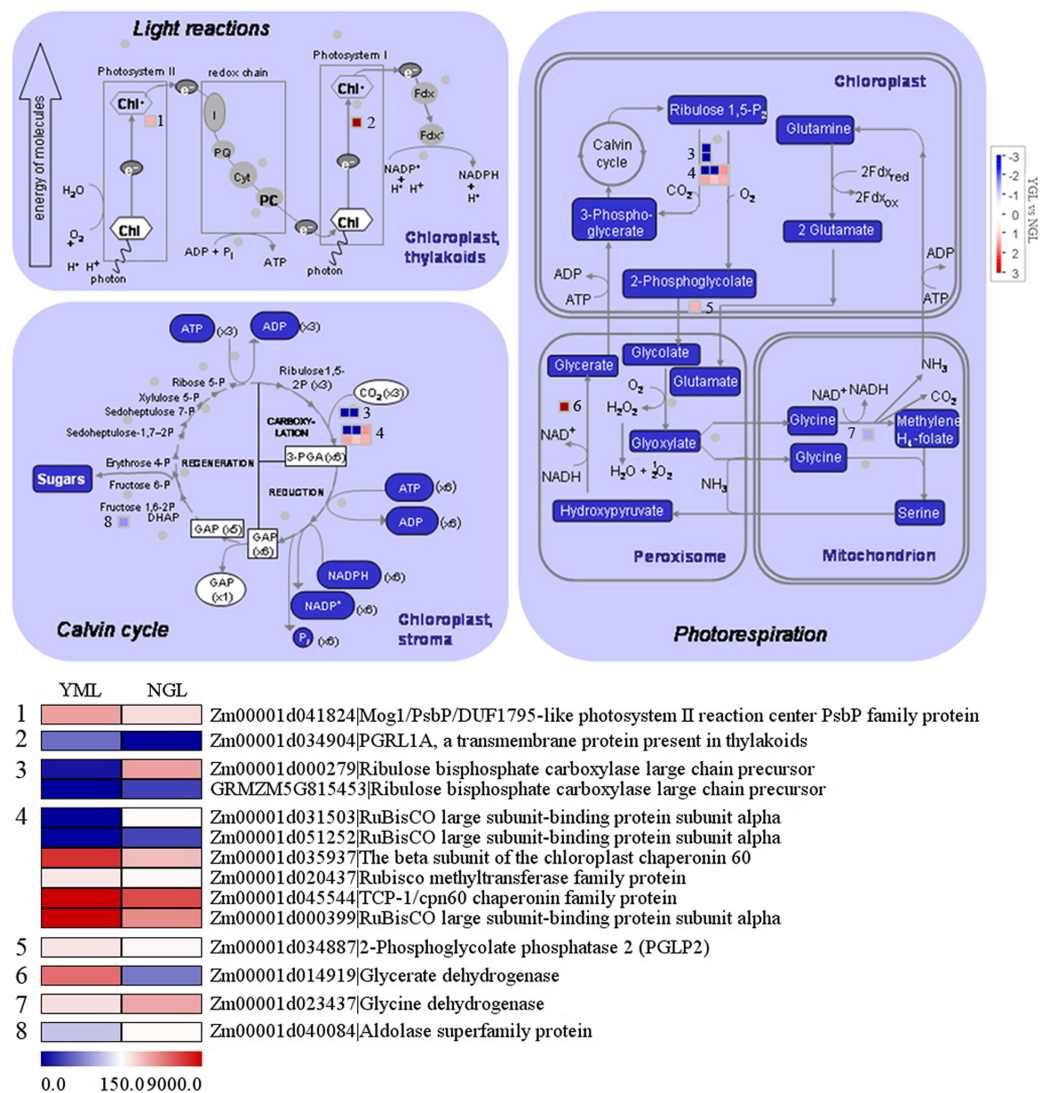 Light reactions
energy of molecules
Photosystem II
redox chain
Photosystem I
Chl*
e-
1
I
PQ
Cyt
PC
e-
H2O
O2
+
H+ H+
Chl
photon
ADP + Pi
ATP
e-
Chl*
2
e-
Chl
photon
e-
Fdx
Fdx-
NADP+
+
H+ H+
NADPH
+
H+
Chloroplast,
thylakoids
ATP
(x3)
ADP
(x3)
Ribose 5-P
Xylulose 5-P
Sedoheptulose 7-P
Sedoheptulose-1,7-2P
Erythrose 4-P
Fructose 6-P
Fructose 1,6-2P
8
DHAP
Sugars
REGENERATION
Ribulose1,5-
2P (x3)
CO2(x3)
3
4
CARBOXY-
LATION
3-PGA(x6)
REDUCTION
GAP (x5)
GAP
(x6)
GAP
(x1)
ATP
(x6)
ADP
(x6)
NADPH
(x6)
NADP+
(x6)
Pi
(x6)
Calvin cycle
Chloroplast,
stroma
Chloroplast
Ribulose 1,5-P2
Calvin
cycle
3
4
CO2
O2
3-Phospho-
glycerate
2-Phosphoglycolate
ADP
ATP
5
Glutamine
2Fdxred
2Fdxox
2 Glutamate
ADP
ATP
Glycerate
Glycolate
Glutamate
O2
H2O2
6
NAD+
NADH
Glyoxylate
H2O + ½O2
NH3
Hydroxypyruvate
Peroxisome
NH3
NAD+
NADH
CO2
Glycine
7
Methylene
H4-folate
Glycine
Serine
Mitochondrion
Photorespiration
-3
-2
-1
0
1
2
3
YGL vs NGL
YML
NGL
1 Zm00001d041824|Mog1/PsbP/DUF1795-like photosystem II reaction center PsbP family protein
2 Zm00001d034904|PGRL1A, a transmembrane protein present in thylakoids
3 Zm00001d000279|Ribulose bisphosphate carboxylase large chain precursor
GRMZM5G815453|Ribulose bisphosphate carboxylase large chain precursor
4 Zm00001d031503|RuBisCO large subunit-binding protein subunit alpha
Zm00001d051252|RuBisCO large subunit-binding protein subunit alpha
Zm00001d035937|The beta subunit of the chloroplast chaperonin 60
Zm00001d020437|Rubisco methyltransferase family protein
Zm00001d045544|TCP-1/cpn60 chaperonin family protein
Zm00001d000399|RuBisCO large subunit-binding protein subunit alpha
5 Zm00001d034887|2-Phosphoglycolate phosphatase 2 (PGLP2)
6 Zm00001d014919|Glycerate dehydrogenase
7 Zm00001d023437|Glycine dehydrogenase
8 Zm00001d040084|Aldolase superfamily protein
0.0 150.0 9000.0